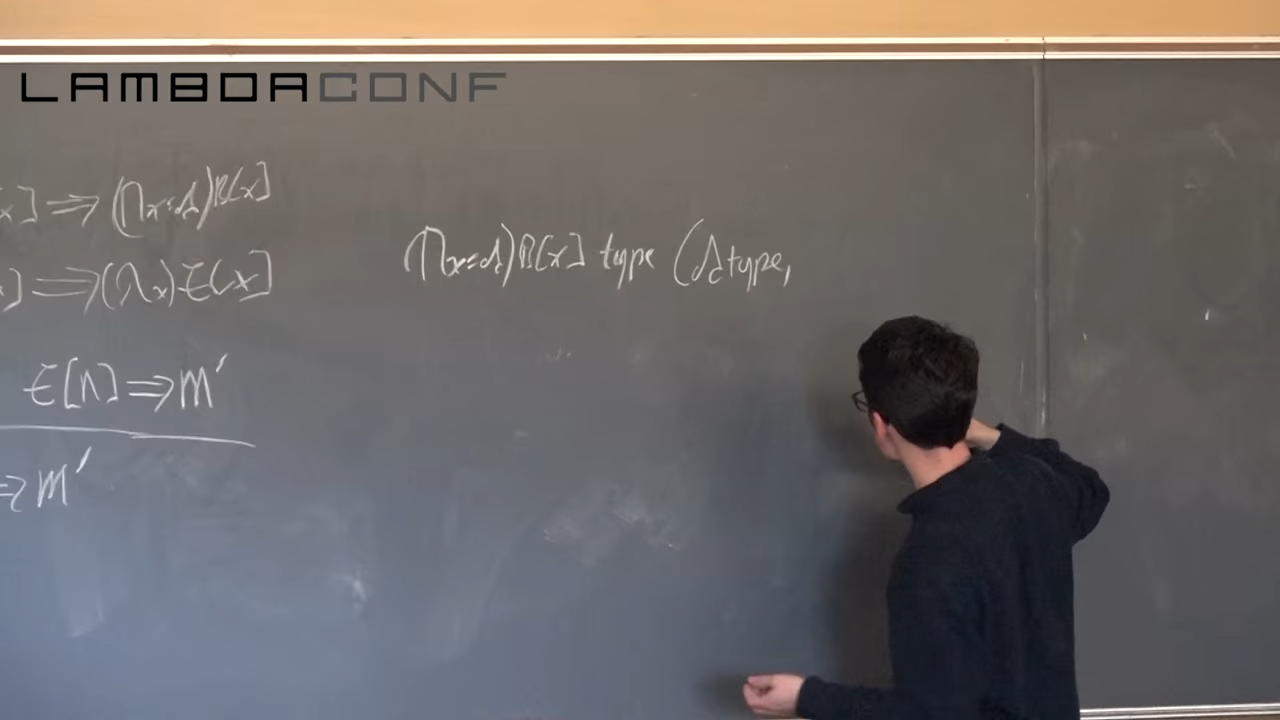 LAMBDACONF
x] ⇒ (Πx:A)B[x]
x] ⇒ (λx)E[x]
E[N] ⇒ M′
⇒ M′
(Πx:A)B[x] type (A type,